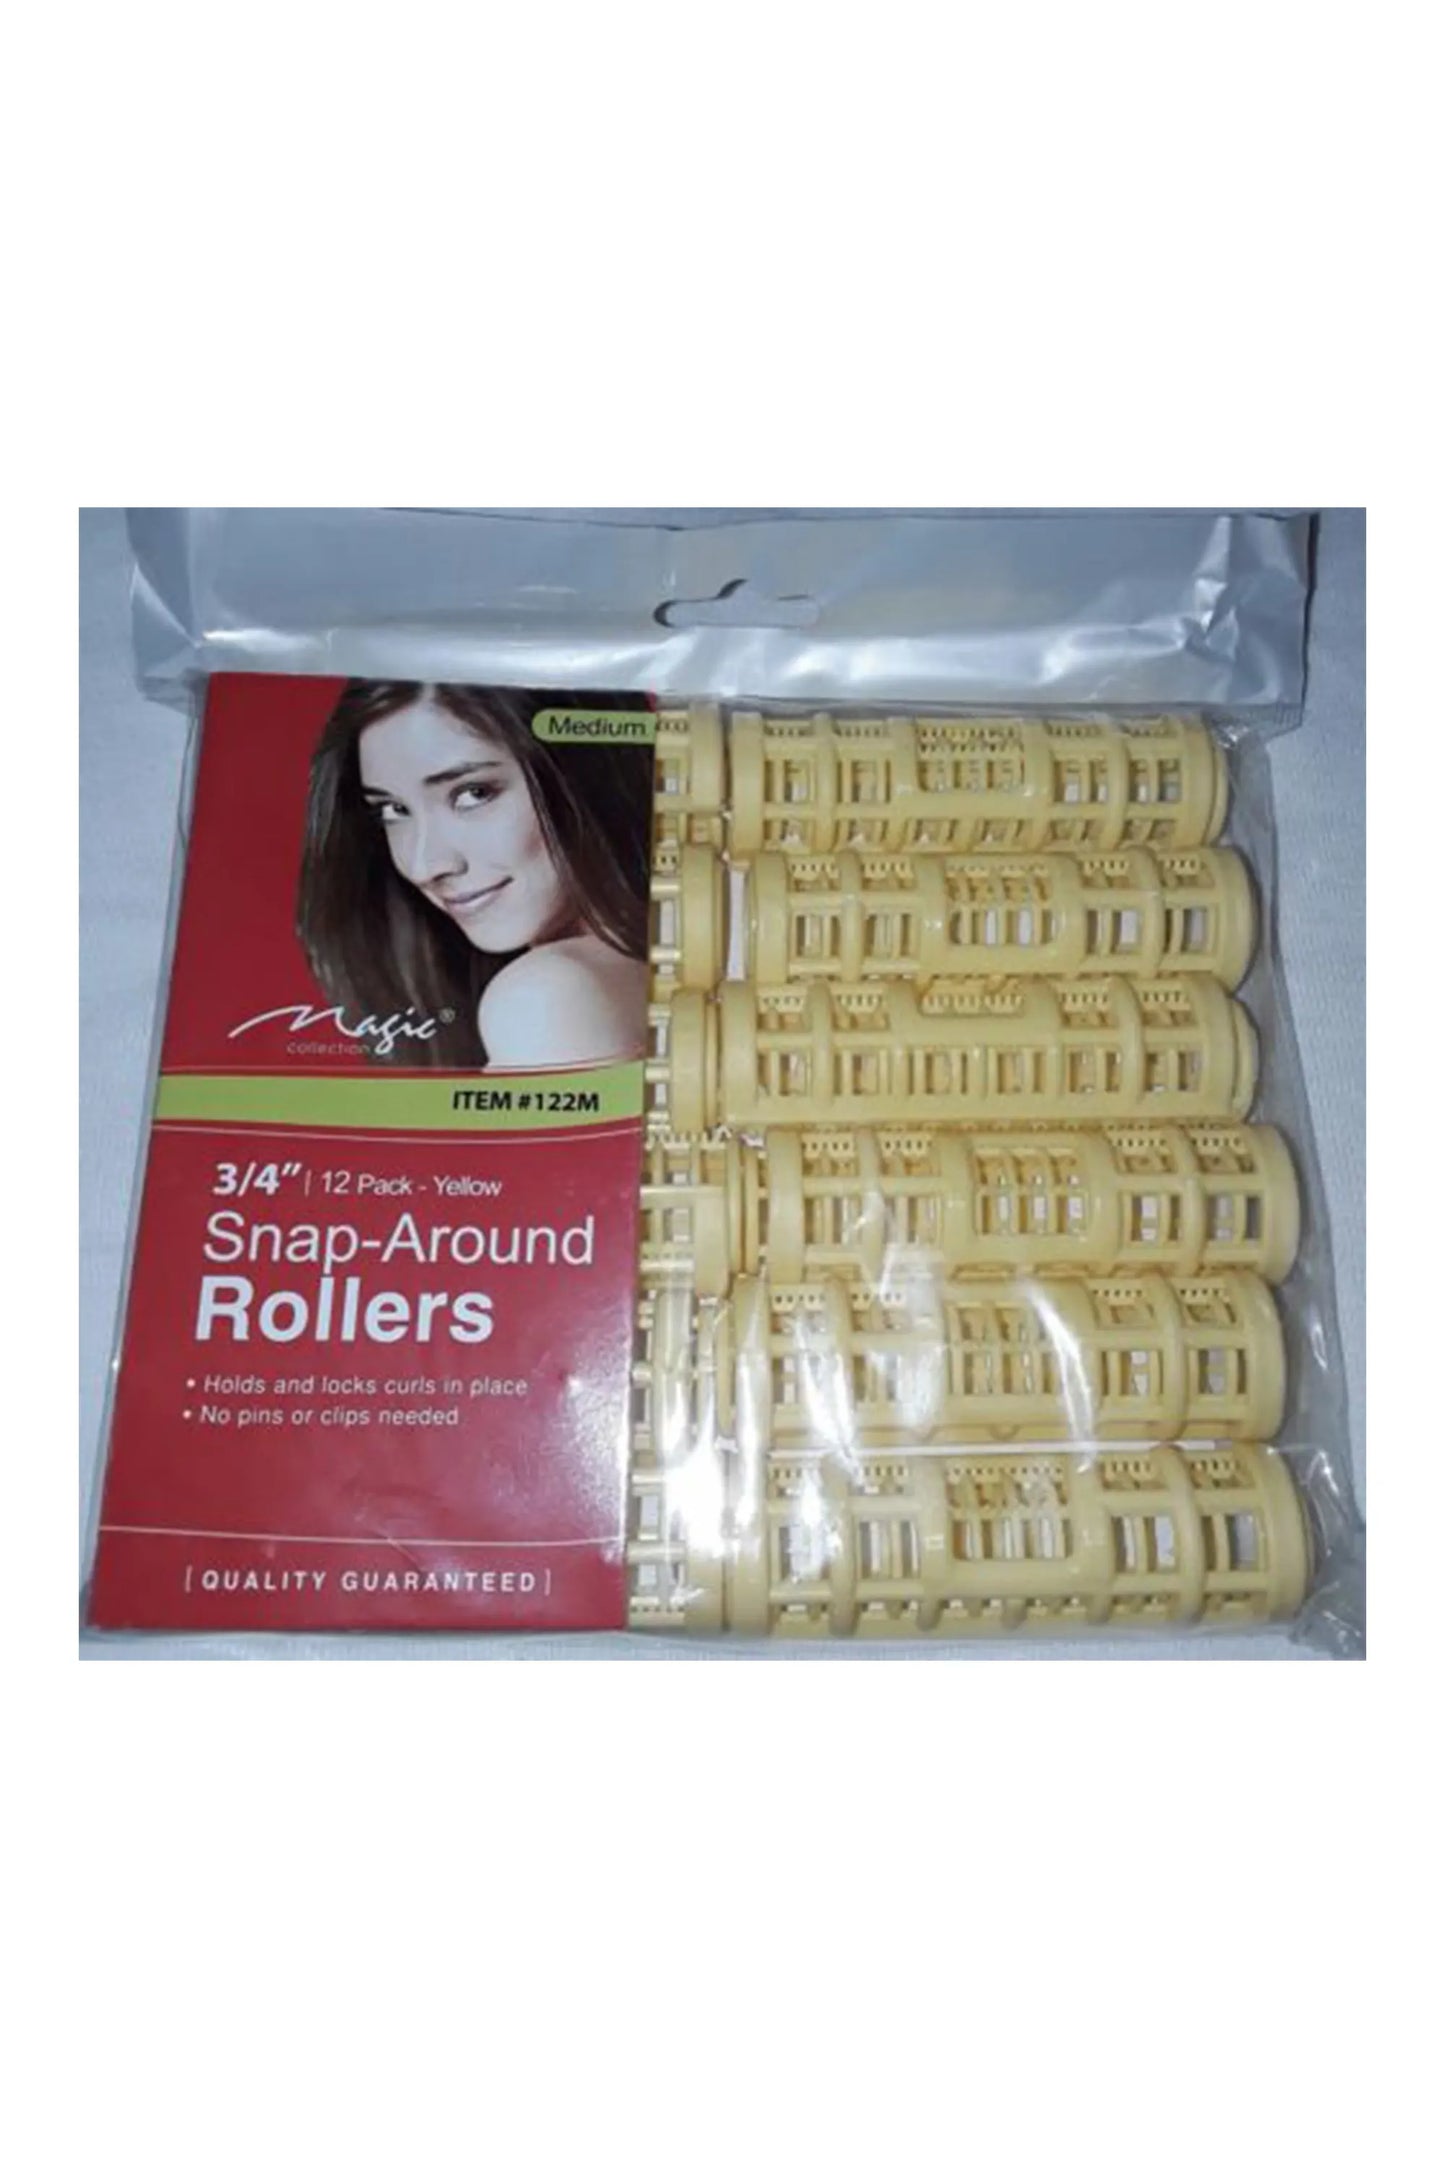 Medium
Magic®
collection
ITEM #122M
3/4" | 12 Pack - Yellow
Snap-Around
Rollers
• Holds and locks curls in place
• No pins or clips needed
[ QUALITY GUARANTEED ]